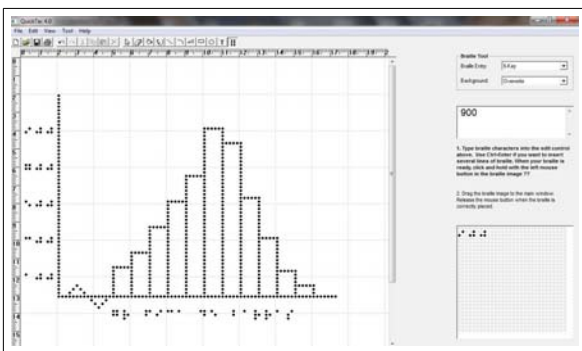 QuickTac 4.0
File Edit View Tool Help
Braille Tool
Braille Entry: 6-Key
Background: Overwrite
900
1. Type braille characters into the edit control
above. Use Ctrl-Enter if you want to insert
several lines of braille. When your braille is
ready, click and hold with the left mouse
button in the braille image ??
2. Drag the braille image to the main window.
Release the mouse button when the braille is
correctly placed.